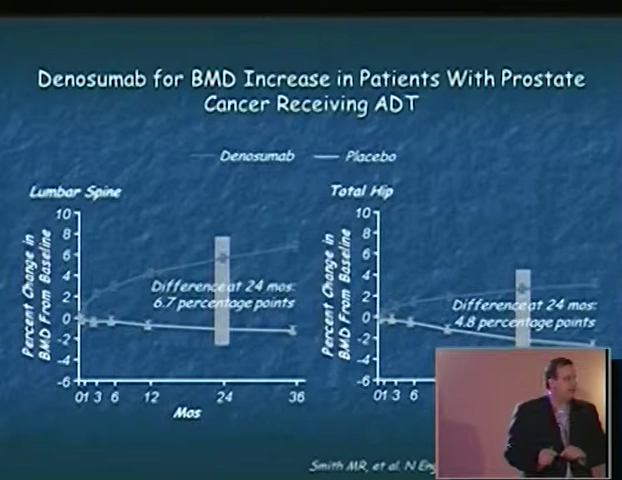 Denosumab for BMD Increase in Patients With Prostate
Cancer Receiving ADT
Denosumab
Placebo
Lumbar Spine
Percent Change in
BMD From Baseline
10
8
6
4
2
0
-2
-4
-6
Difference at 24 mos:
6.7 percentage points
01 3 6 12 24 36
Mos
Total Hip
Percent Change in
BMD From Baseline
10
8
6
4
2
0
-2
-4
-6
Difference at 24 mos:
4.8 percentage points
01 3 6
Smith MR, et al. N Eng